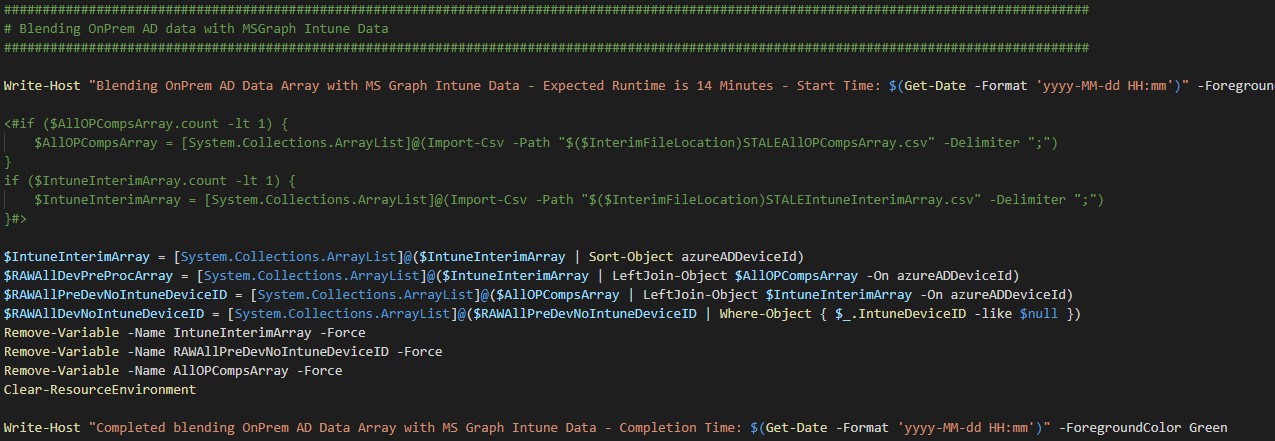 ##############################################################################################################################################
# Blending OnPrem AD data with MSGraph Intune Data
##############################################################################################################################################
Write-Host "Blending OnPrem AD Data Array with MS Graph Intune Data - Expected Runtime is 14 Minutes - Start Time: $(Get-Date -Format 'yyyy-MM-dd HH:mm')" -Foregroun
<#if ($AllOPCompsArray.count -lt 1) {
    $AllOPCompsArray = [System.Collections.ArrayList]@(Import-Csv -Path "$($InterimFileLocation)STALEAllOPCompsArray.csv" -Delimiter ";")
}
if ($IntuneInterimArray.count -lt 1) {
    $IntuneInterimArray = [System.Collections.ArrayList]@(Import-Csv -Path "$($InterimFileLocation)STALEIntuneInterimArray.csv" -Delimiter ";")
}#>
$IntuneInterimArray = [System.Collections.ArrayList]@($IntuneInterimArray | Sort-Object azureADDeviceId)
$RAWAllDevPreProcArray = [System.Collections.ArrayList]@($IntuneInterimArray | LeftJoin-Object $AllOPCompsArray -On azureADDeviceId)
$RAWAllPreDevNoIntuneDeviceID = [System.Collections.ArrayList]@($AllOPCompsArray | LeftJoin-Object $IntuneInterimArray -On azureADDeviceId)
$RAWAllDevNoIntuneDeviceID = [System.Collections.ArrayList]@($RAWAllPreDevNoIntuneDeviceID | Where-Object { $_.IntuneDeviceID -like $null })
Remove-Variable -Name IntuneInterimArray -Force
Remove-Variable -Name RAWAllPreDevNoIntuneDeviceID -Force
Remove-Variable -Name AllOPCompsArray -Force
Clear-ResourceEnvironment
Write-Host "Completed blending OnPrem AD Data Array with MS Graph Intune Data - Completion Time: $(Get-Date -Format 'yyyy-MM-dd HH:mm')" -ForegroundColor Green